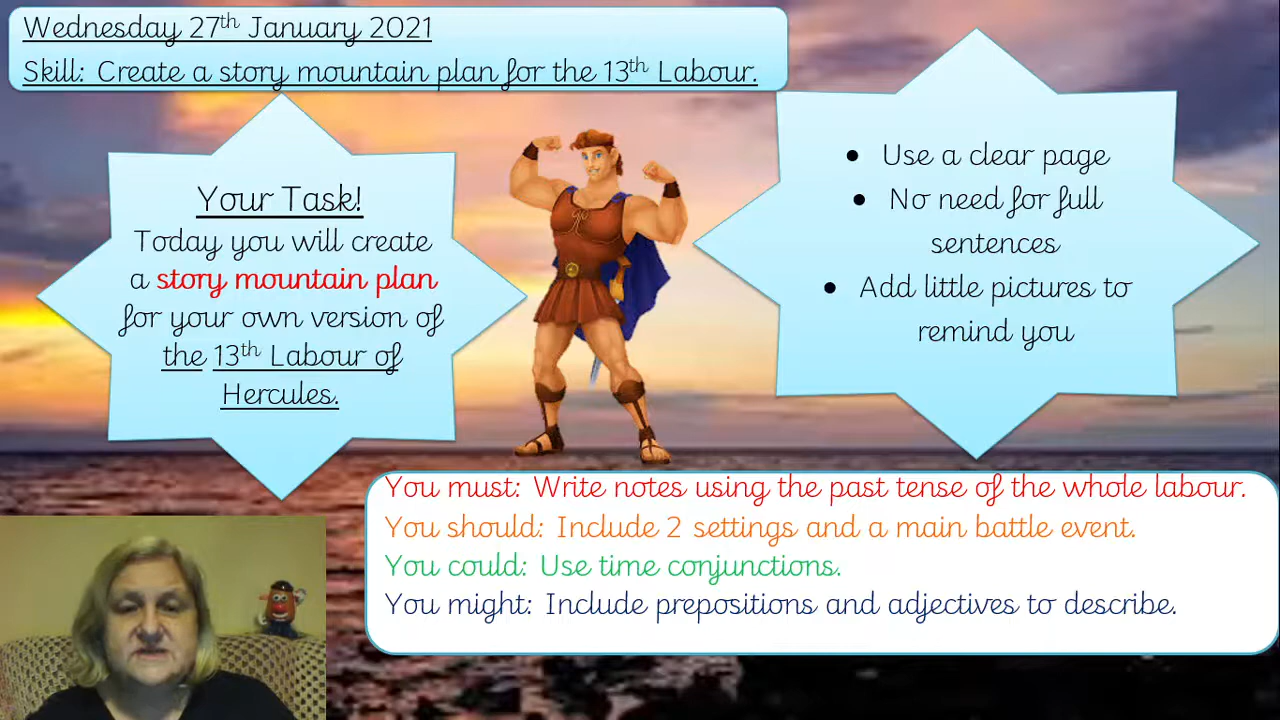 Wednesday 27th January 2021
Skill: Create a story mountain plan for the 13th Labour.
Your Task!
Today you will create
a story mountain plan
for your own version of
the 13th Labour of
Hercules.
• Use a clear page
• No need for full
sentences
• Add little pictures to
remind you
You must: Write notes using the past tense of the whole labour.
You should: Include 2 settings and a main battle event.
You could: Use time conjunctions.
You might: Include prepositions and adjectives to describe.